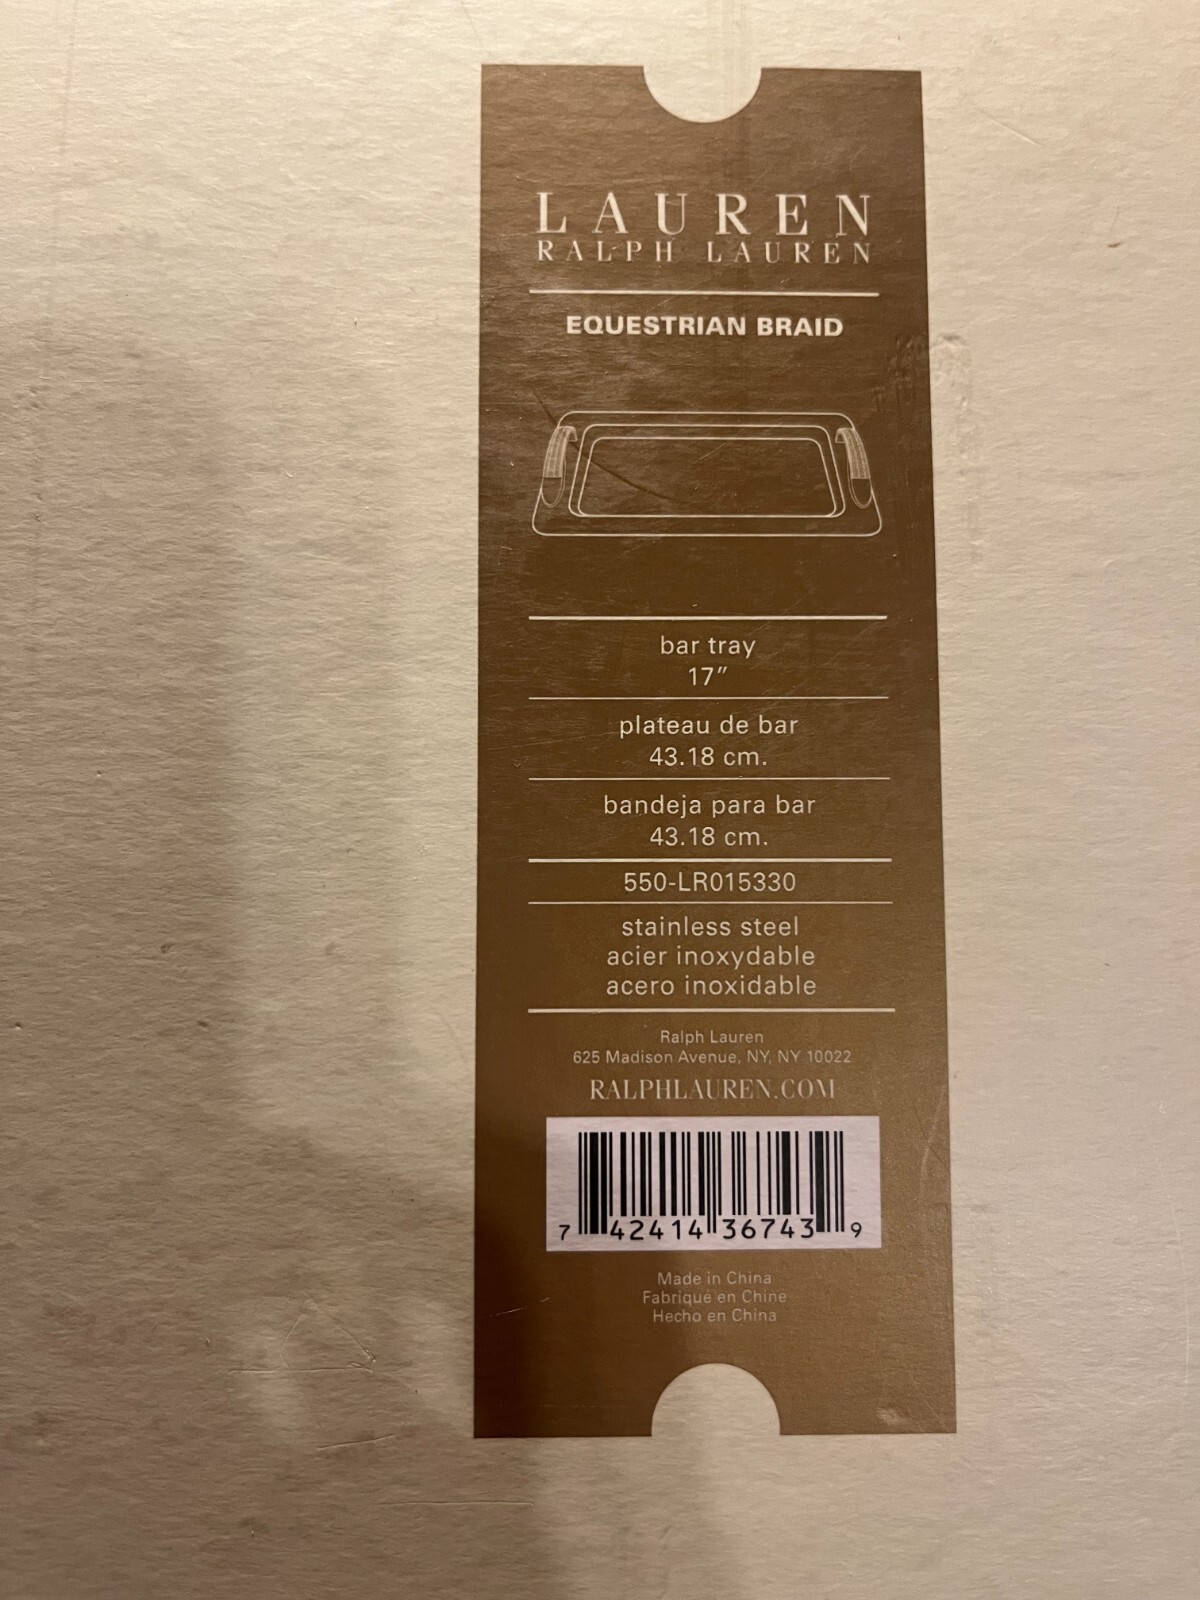 LAUREN
RALPH LAUREN
EQUESTRIAN BRAID
bar tray
17”
plateau de bar
43.18 cm.
bandeja para bar
43.18 cm.
550-LR015330
stainless steel
acier inoxydable
acero inoxidable
Ralph Lauren
625 Madison Avenue, NY, NY 10022
RALPHLAUREN.COM
7 42414 36743 9
Made in China
Fabriqué en Chine
Hecho en China